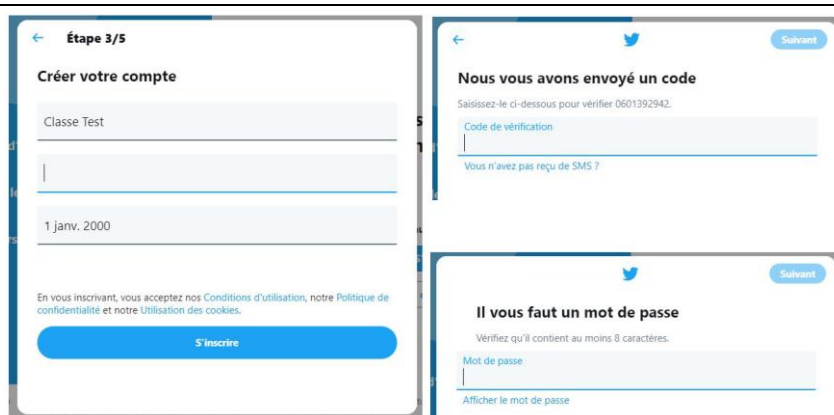 Étape 3/5
Créer votre compte
Classe Test
1 janv. 2000
En vous inscrivant, vous acceptez nos Conditions d'utilisation, notre Politique de
confidentialité et notre Utilisation des cookies.
S'inscrire
Suivant
Nous vous avons envoyé un code
Saisissez-le ci-dessous pour vérifier 0601392942.
Code de vérification
Vous n'avez pas reçu de SMS ?
Suivant
Il vous faut un mot de passe
Vérifiez qu'il contient au moins 8 caractères.
Mot de passe
Afficher le mot de passe